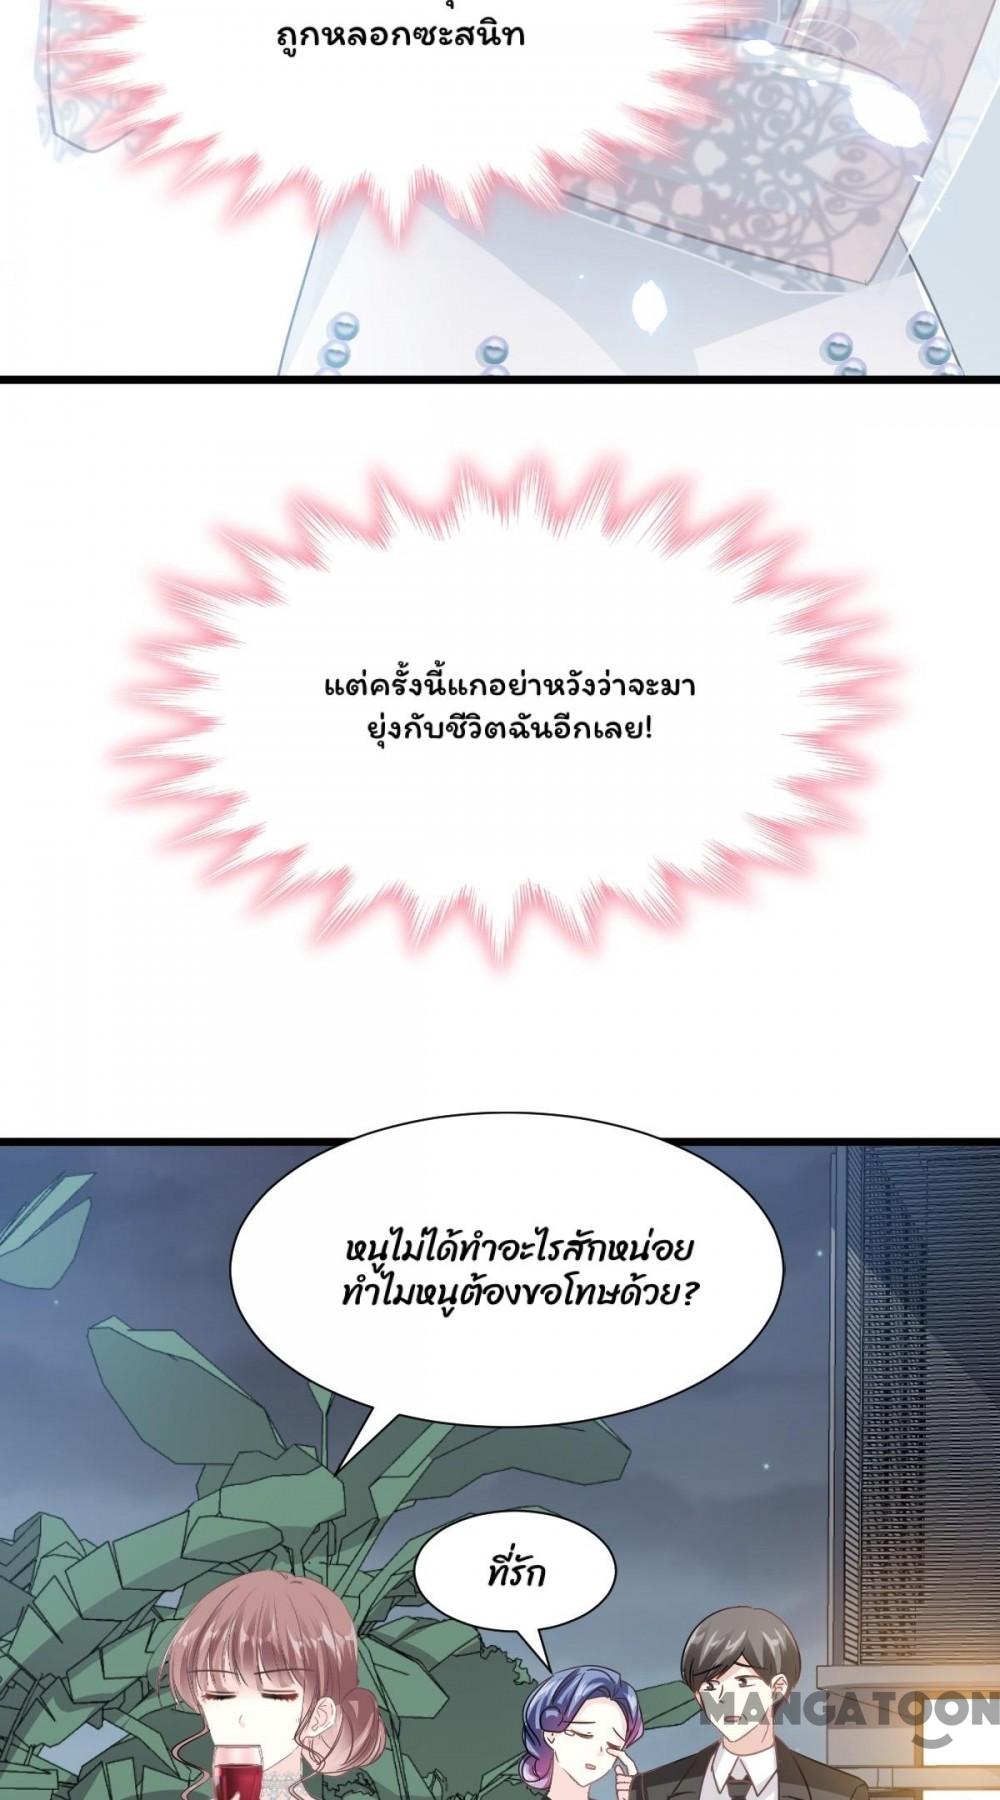 ถูกหลอกซะสนิท
แต่ครั้งนี้แกอย่าหวังว่าจะมา
ยุ่งกับชีวิตฉันอีกเลย!
หนูไม่ได้ทำอะไรสักหน่อย
ทำไมหนูต้องขอโทษด้วย?
ที่รัก
MANGATOON